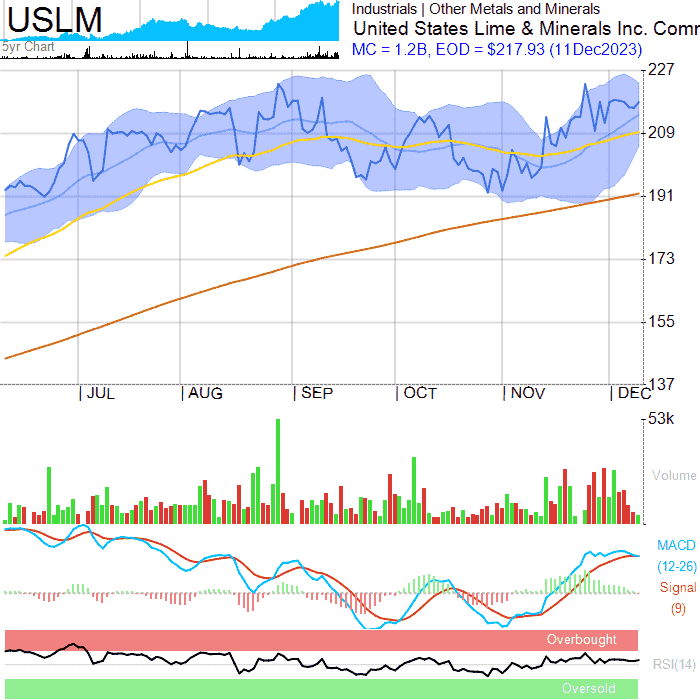 USLM
5yr Chart
Industrials | Other Metals and Minerals
United States Lime & Minerals Inc. Comm
MC = 1.2B, EOD = $217.93 (11Dec2023)
227
209
191
173
155
137
JUL
AUG
SEP
OCT
NOV
DEC
53k
Volume
MACD
(12-26)
Signal
(9)
Overbought
RSI(14)
Oversold